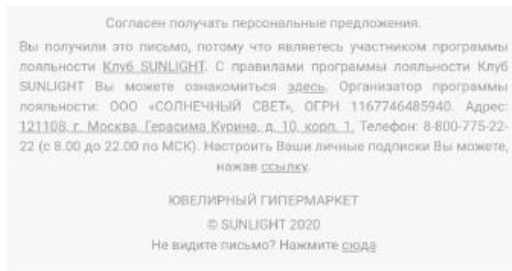 Согласен получать персональные предложения.
Вы получили это письмо, потому что являетесь участником программы
лояльности Клуб SUNLIGHT. С правилами программы лояльности Клуб
SUNLIGHT Вы можете ознакомиться здесь. Организатор программы
лояльности: ООО «СОЛНЕЧНЫЙ СВЕТ», ОГРН 1167746485940. Адрес:
121108, г. Москва, Герасима Курина, д. 10, корп. 1, Телефон: 8-800-775-22-
22 (с 8.00 до 22.00 по МСК). Настроить Ваши личные подписки Вы можете,
нажав ссылку.
ЮВЕЛИРНЫЙ ГИПЕРМАРКЕТ
© SUNLIGHT 2020
Не видите письмо? Нажмите сюда